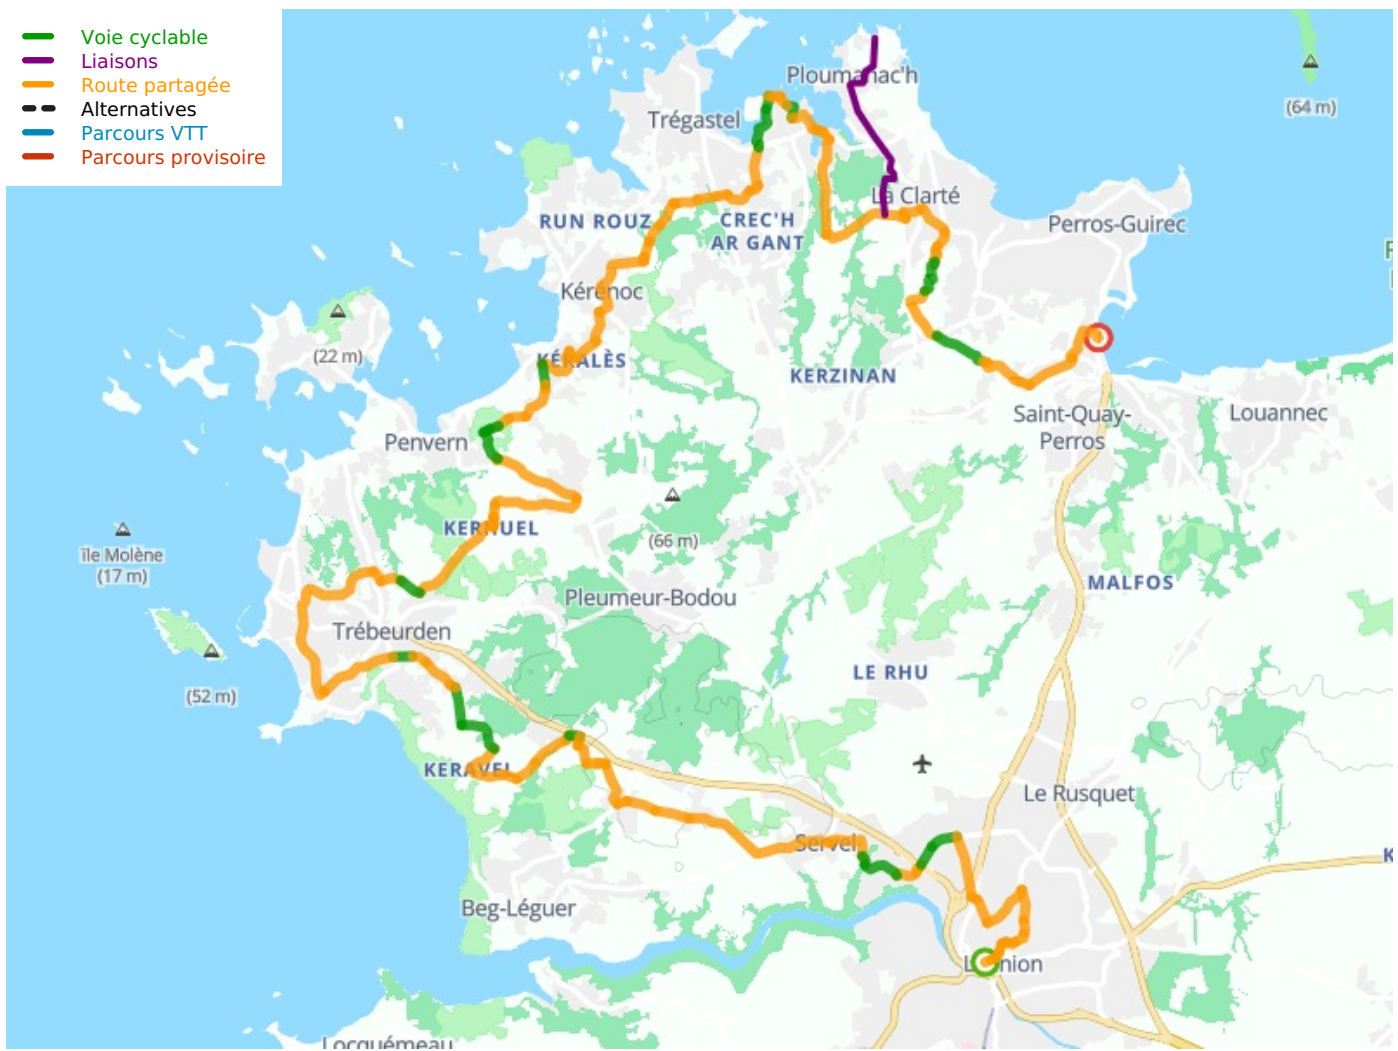 Voie cyclable
Liaisons
Route partagée
Alternatives
Parcours VTT
Parcours provisoire
Ploumanac'h
(64 m)
Trégastel
La Clarté
RUN ROUZ
CREC'H
AR GANT
Perros-Guirec
Kérénoc
(22 m)
KÉRALÈS
KERZINAN
Saint-Quay-
Perros
Louannec
Penvern
KERNUEL
(66 m)
île Molène
(17 m)
MALFOS
Pleumeur-Bodou
Trébeurden
LE RHU
(52 m)
KERAVEL
Le Rusquet
Servel
Beg-Léguer
Lannion
Locquémeau